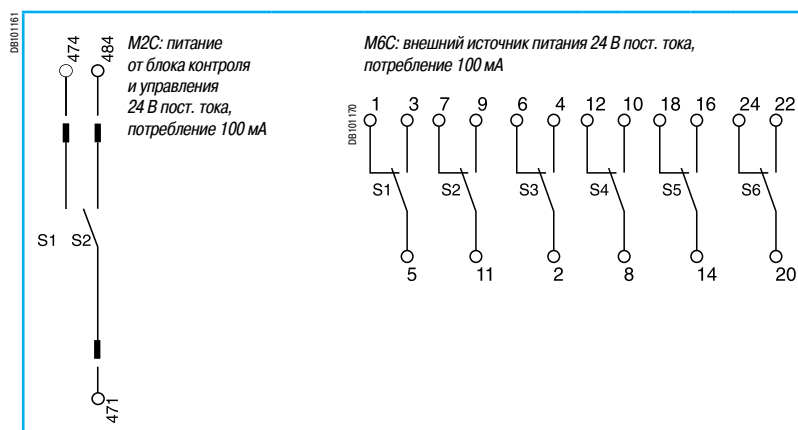 DB101161
474
484
М2С: питание
от блока контроля
и управления
24 В пост. тока,
потребление 100 мА
S1 S2
471
М6С: внешний источник питания 24 В пост. тока,
потребление 100 мА
DB101170
1 3 7 9 6 4 12 10 18 16 24 22
S1 S2 S3 S4 S5 S6
5 11 2 8 14 20